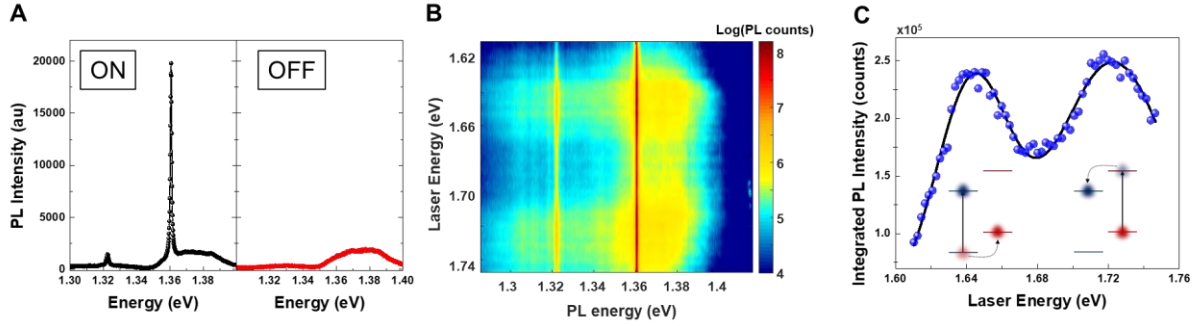 A
ON
OFF
PL Intensity (au)
20000
15000
10000
5000
0
1.30
1.32
1.34
1.36
1.38
1.40
1.32
1.34
1.36
1.38
1.40
Energy (eV)
Energy (eV)
B
Log(PL counts)
Laser Energy (eV)
1.62
1.66
1.70
1.74
1.3
1.32
1.34
1.36
1.38
1.4
PL energy (eV)
8
7
6
5
4
C
x10⁵
Integrated PL Intensity (counts)
2.5
2.0
1.5
1.0
1.60
1.64
1.68
1.72
1.76
Laser Energy (eV)